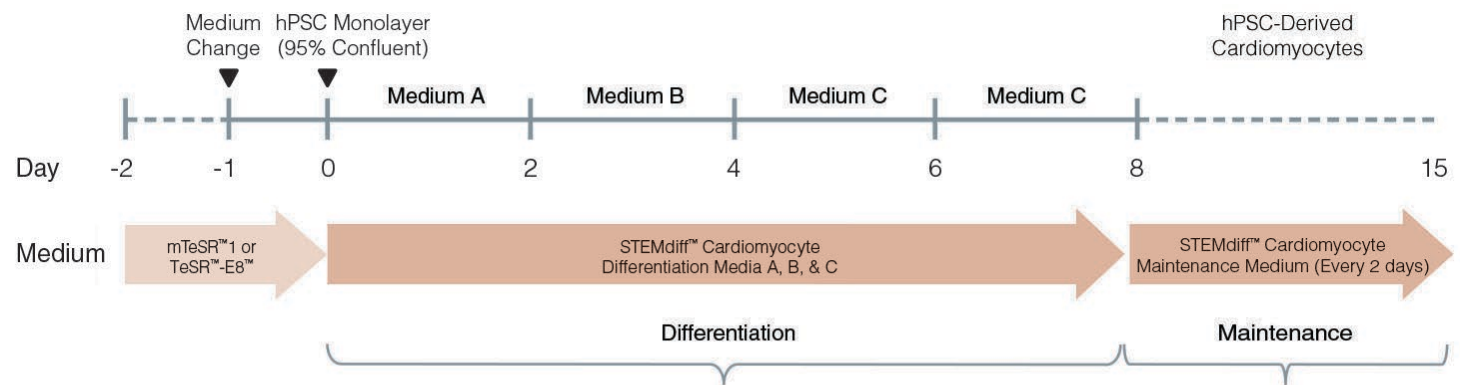 Medium
Change
hPSC Monolayer
(95% Confluent)
hPSC-Derived
Cardiomyocytes
Medium A
Medium B
Medium C
Medium C
Day
-2
-1
0
2
4
6
8
15
Medium
mTeSR™1 or
TeSR™-E8™
STEMdiff™ Cardiomyocyte
Differentiation Media A, B, & C
STEMdiff™ Cardiomyocyte
Maintenance Medium (Every 2 days)
Differentiation
Maintenance